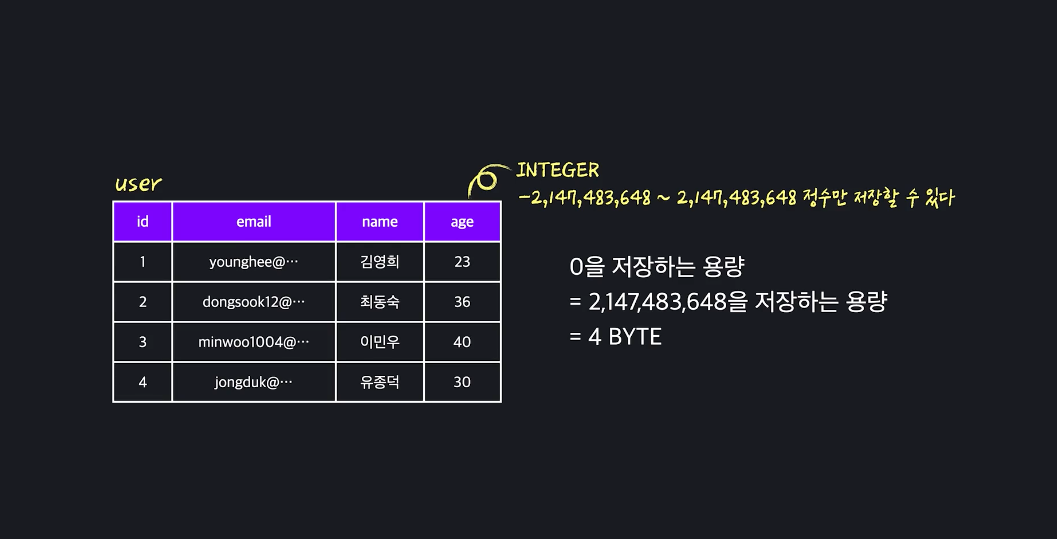 user
INTEGER
-2,147,483,648 ~ 2,147,483,648 정수만 저장할 수 있다
id email name age
1 younghee@… 김영희 23
2 dongsook12@… 최동숙 36
3 minwoo1004@… 이민우 40
4 jongduk@… 유종덕 30
0을 저장하는 용량
= 2,147,483,648을 저장하는 용량
= 4 BYTE